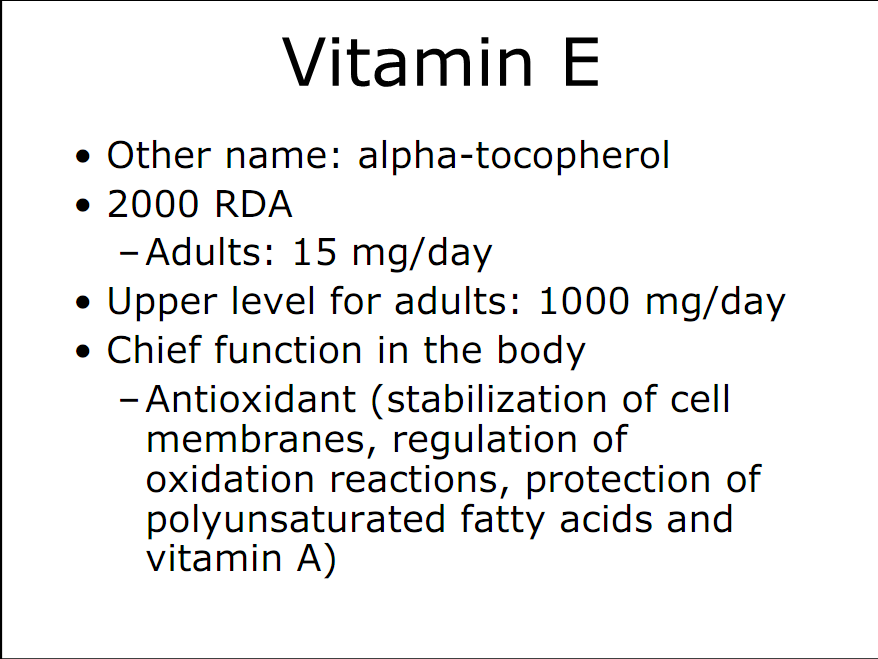 Vitamin E
• Other name: alpha-tocopherol
• 2000 RDA
–Adults: 15 mg/day
• Upper level for adults: 1000 mg/day
• Chief function in the body
–Antioxidant (stabilization of cell
membranes, regulation of
oxidation reactions, protection of
polyunsaturated fatty acids and
vitamin A)